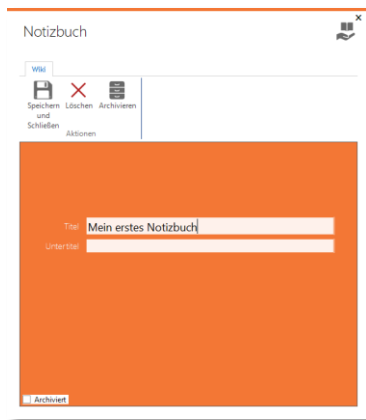 Notizbuch
Wiki
Speichern und Schließen
Löschen
Archivieren
Aktionen
Titel Mein erstes Notizbuch
Untertitel
Archiviert